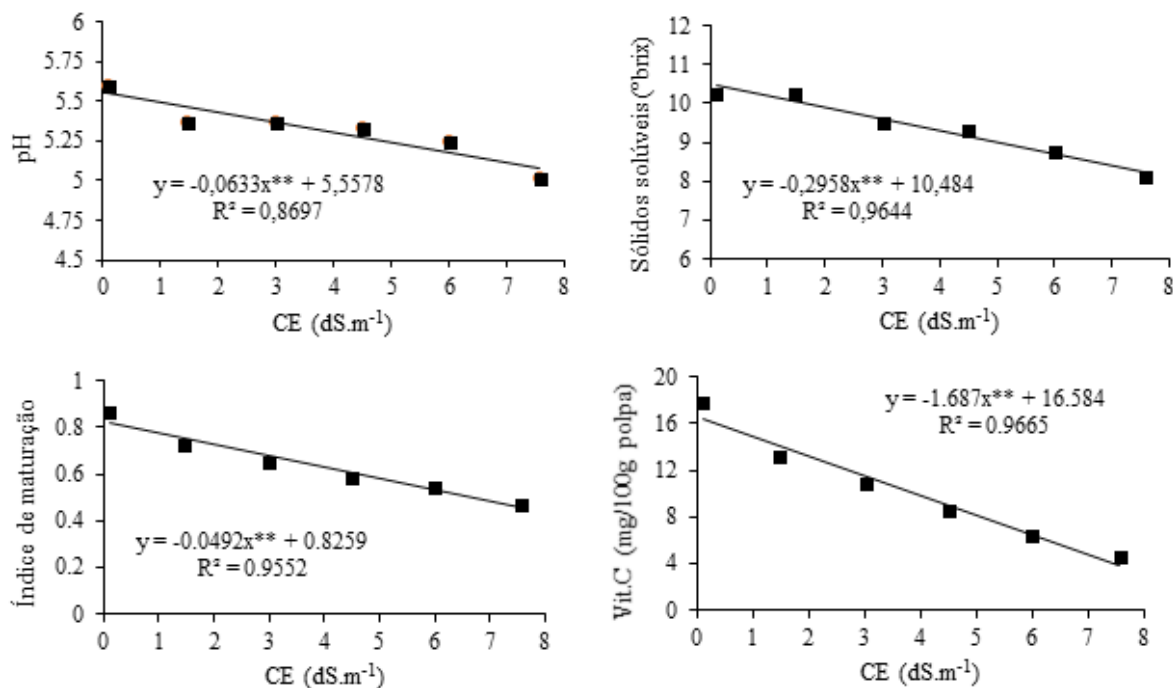 6
5.75
5.5
5.25
5
4.75
4.5
pH
y = -0,0633x** + 5,5578
R² = 0,8697
0 1 2 3 4 5 6 7 8
CE (dS.m⁻¹)
12
11
10
9
8
7
6
Sólidos solúveis (ºbrix)
y = -0,2958x** + 10,484
R² = 0,9644
0 1 2 3 4 5 6 7 8
CE (dS.m⁻¹)
1
0.8
0.6
0.4
0.2
0
Índice de maturação
y = -0.0492x** + 0.8259
R² = 0.9552
0 1 2 3 4 5 6 7 8
CE (dS.m⁻¹)
20
16
12
8
4
0
Vit.C (mg/100g polpa)
y = -1.687x** + 16.584
R² = 0.9665
0 1 2 3 4 5 6 7 8
CE (dS.m⁻¹)